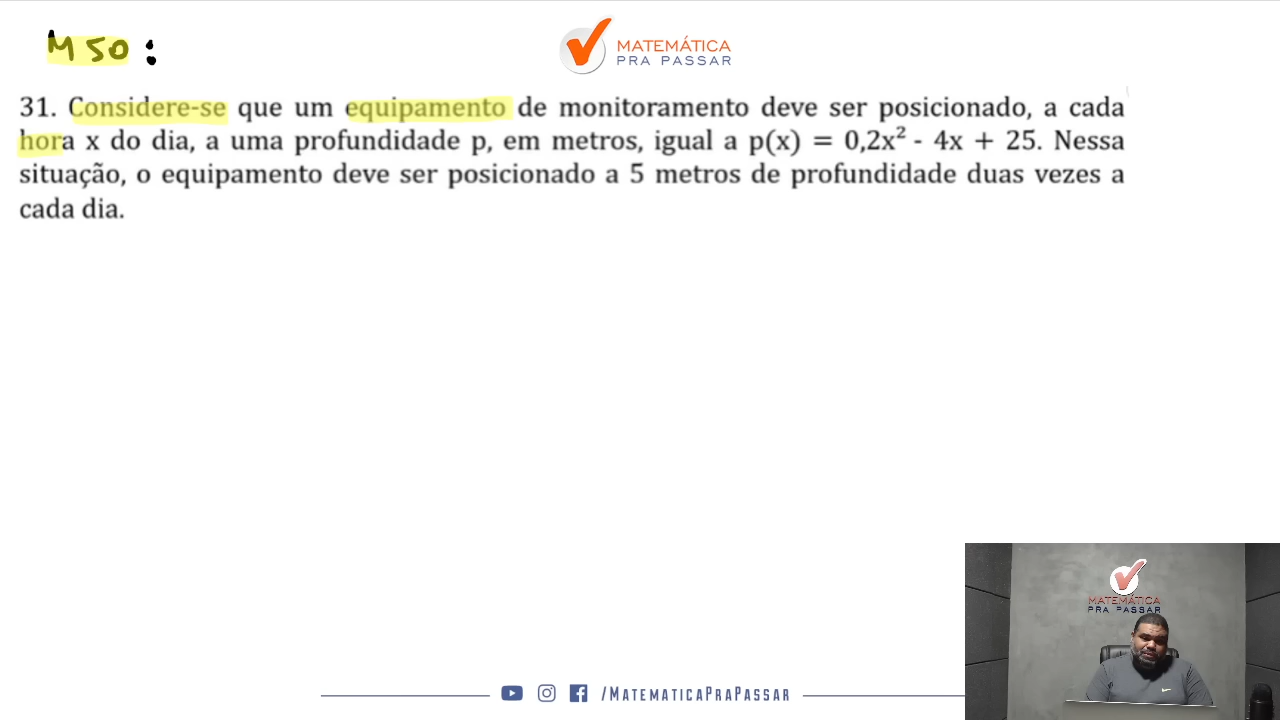 M50:
MATEMÁTICA
PRA PASSAR
31. Considere-se que um equipamento de monitoramento deve ser posicionado, a cada
hora x do dia, a uma profundidade p, em metros, igual a p(x) = 0,2x² - 4x + 25. Nessa
situação, o equipamento deve ser posicionado a 5 metros de profundidade duas vezes a
cada dia.
MATEMÁTICA
PRA PASSAR
/MATEMATICAPRAPASSAR